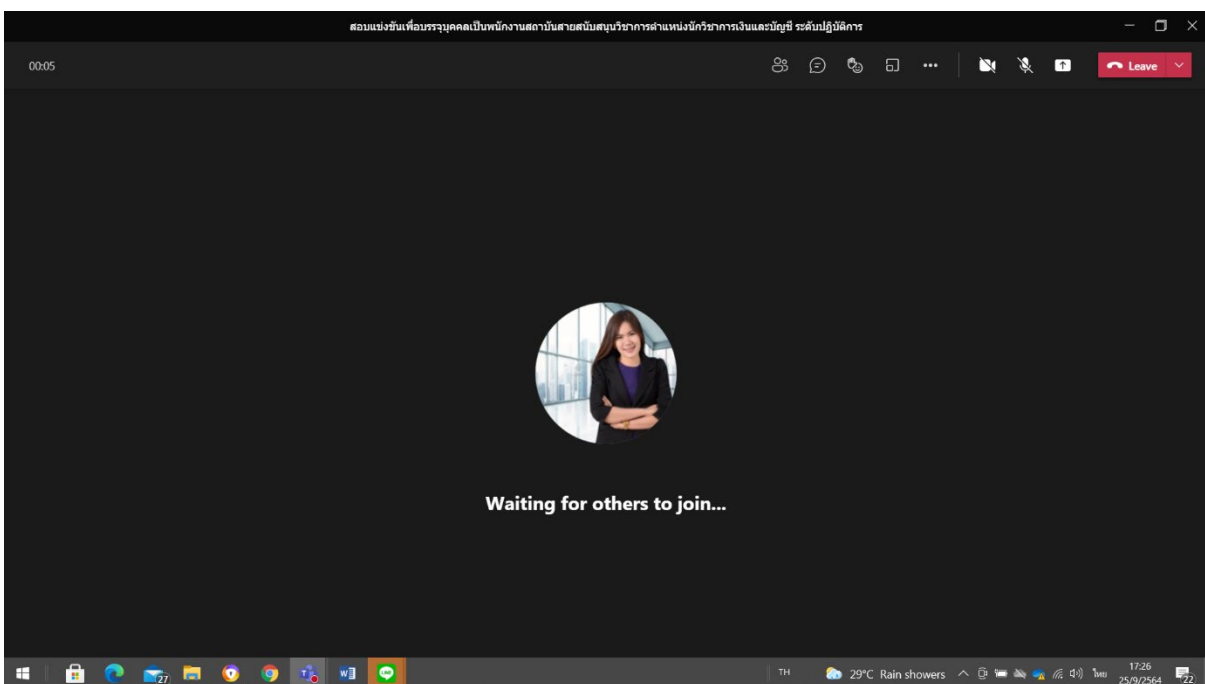 สอบแข่งขันเพื่อบรรจุบุคคลเป็นพนักงานสถาบันสายสนับสนุนวิชาการตำแหน่งนักวิชาการเงินและบัญชี ระดับปฏิบัติการ
00:05
Leave
Waiting for others to join...
27
TH
29°C Rain showers
ไทย
17:26
25/9/2564
22